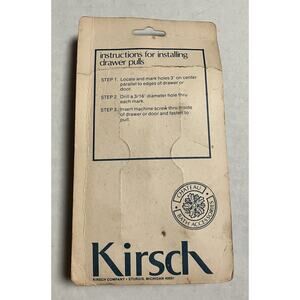 instructions for installing
drawer pulls
STEP 1. Locate and mark holes 3" on center
parallel to edges of drawer or
door.
STEP 2. Drill a 3/16" diameter hole thru
each mark.
STEP 3. Insert machine screw thru inside
of drawer or door and fasten to
pull.
CHATEAU
BATH ACCESSORIES
Kirsch
KIRSCH COMPANY • STURGIS, MICHIGAN 49091